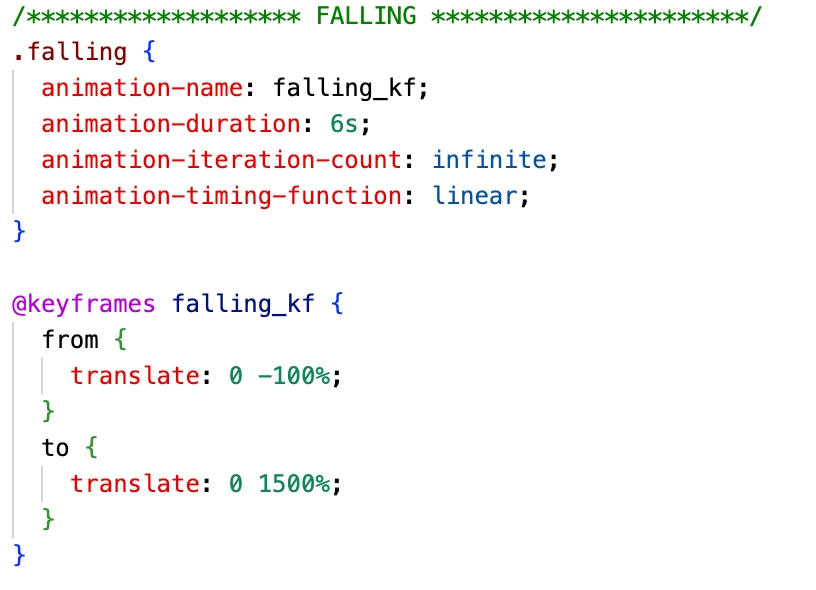 /******************* FALLING **********************/
.falling {
  animation-name: falling_kf;
  animation-duration: 6s;
  animation-iteration-count: infinite;
  animation-timing-function: linear;
}

@keyframes falling_kf {
  from {
    translate: 0 -100%;
  }
  to {
    translate: 0 1500%;
  }
}